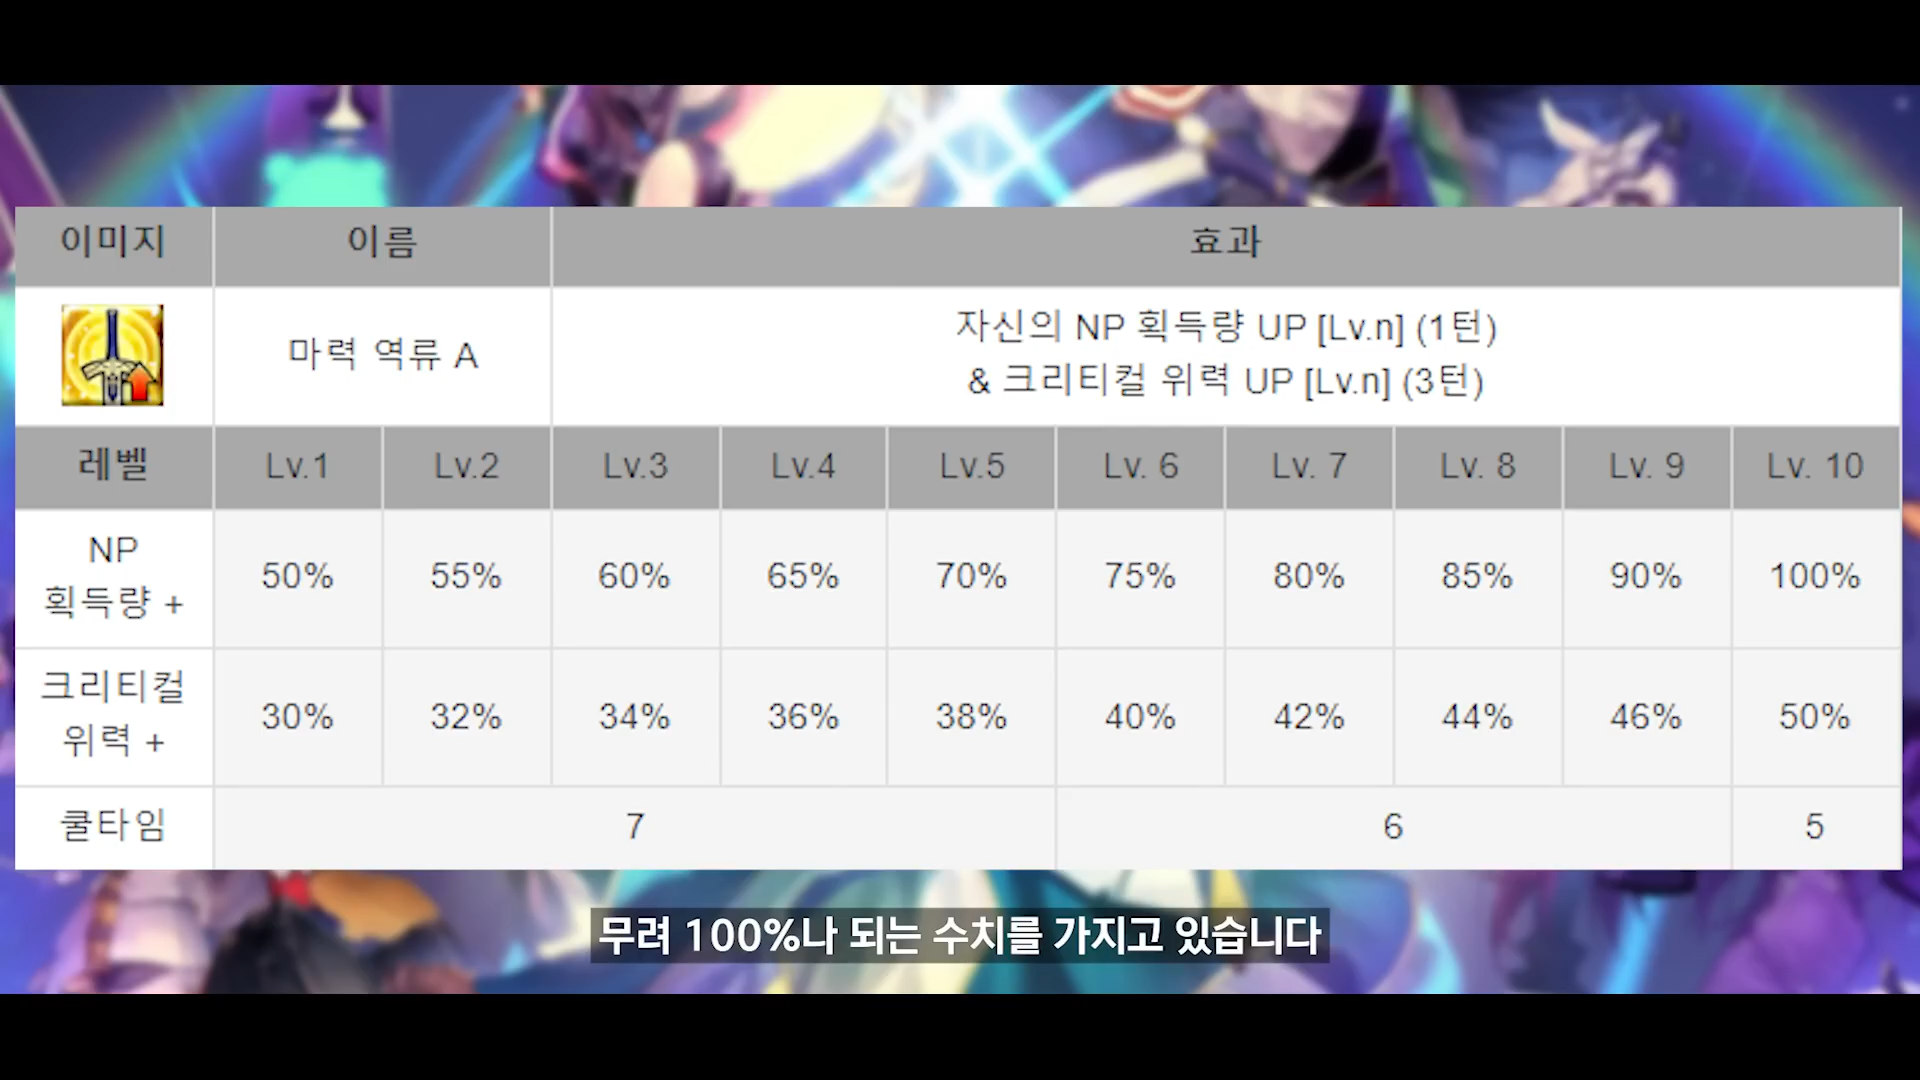 이미지 이름 효과
마력 역류 A
자신의 NP 획득량 UP [Lv.n] (1턴)
& 크리티컬 위력 UP [Lv.n] (3턴)
레벨 Lv.1 Lv.2 Lv.3 Lv.4 Lv.5 Lv. 6 Lv. 7 Lv. 8 Lv. 9 Lv. 10
NP
획득량 +
50% 55% 60% 65% 70% 75% 80% 85% 90% 100%
크리티컬
위력 +
30% 32% 34% 36% 38% 40% 42% 44% 46% 50%
쿨타임 7 6 5
무려 100%나 되는 수치를 가지고 있습니다